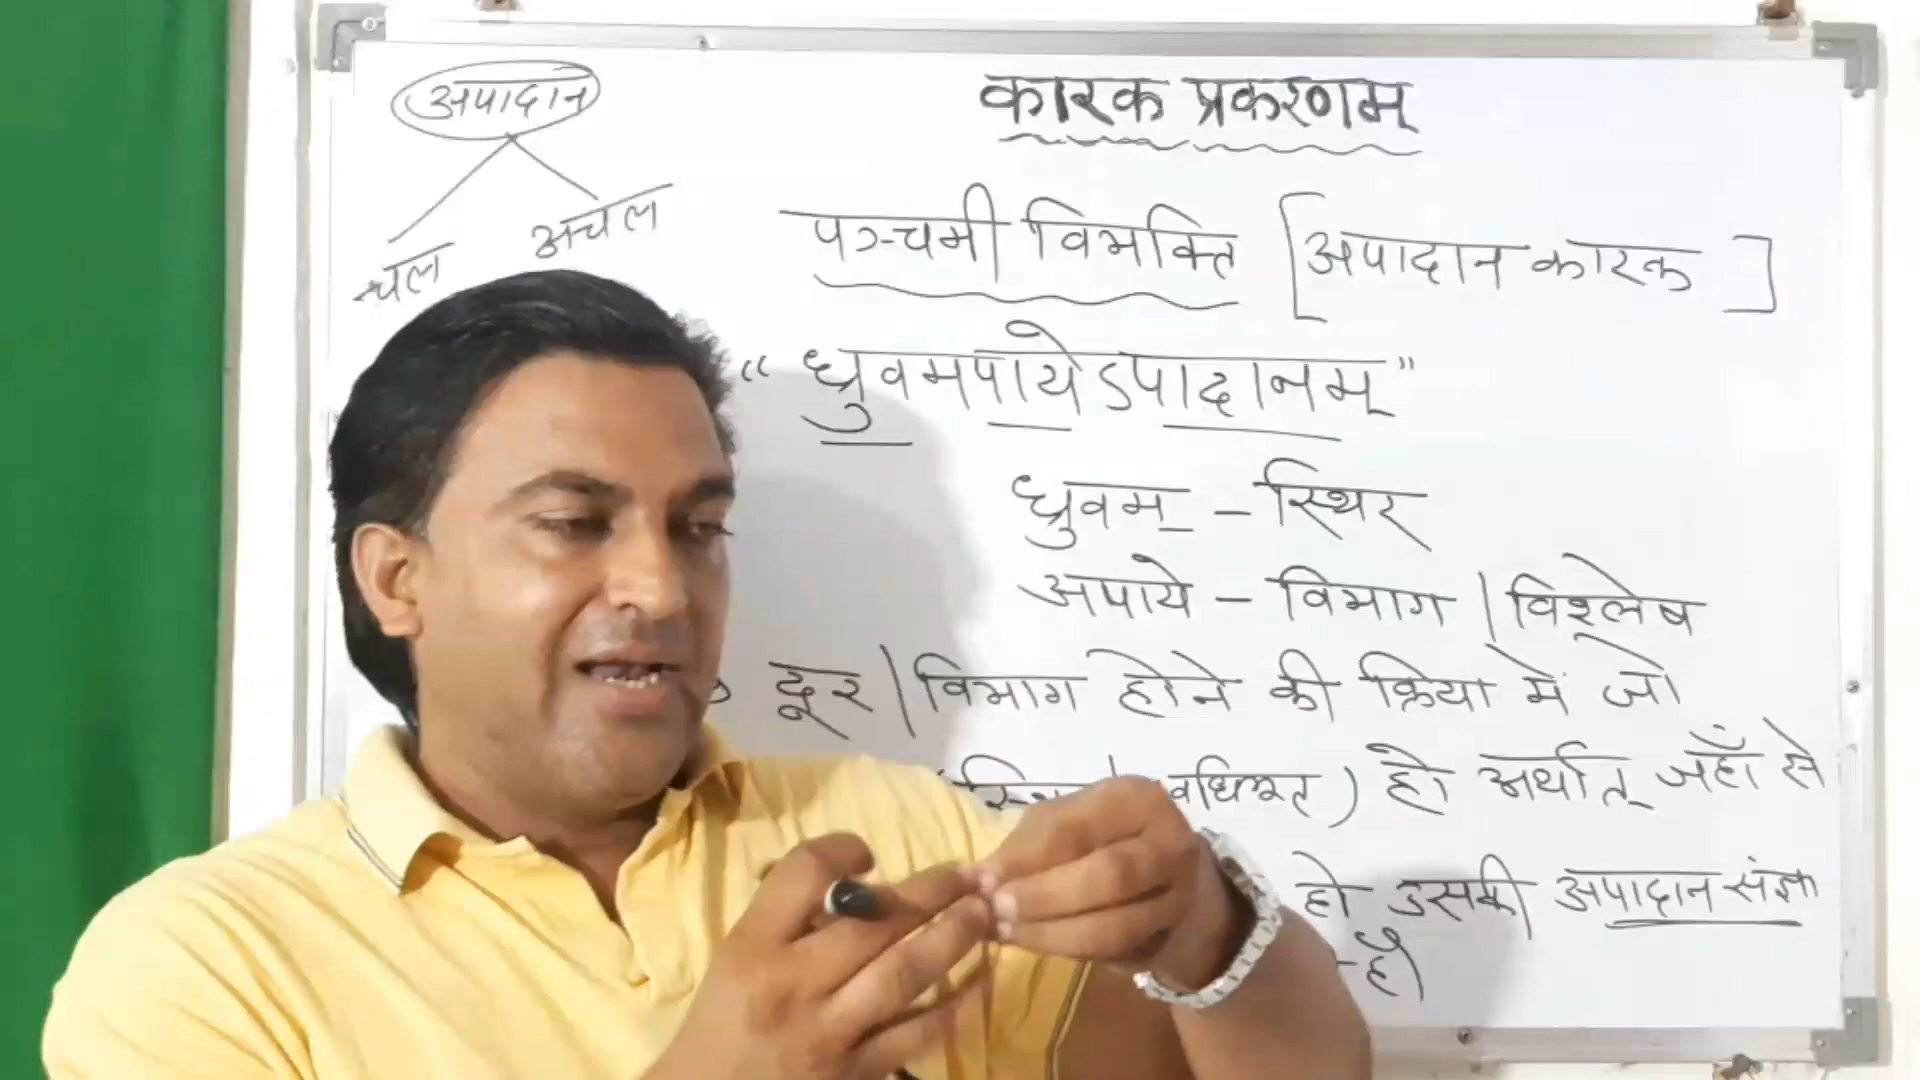 अपादान
चल अचल
कारक प्रकरणम्
पञ्चमी विभक्ति [अपादान कारक]
“ध्रुवमपायेऽपादानम्”
ध्रुवम् – स्थिर
अपाये – विभाग | विश्लेष
दूर | विभाग होने की क्रिया में जो
) हो अर्थात् जहाँ से
हो उसकी अपादान संज्ञा
है